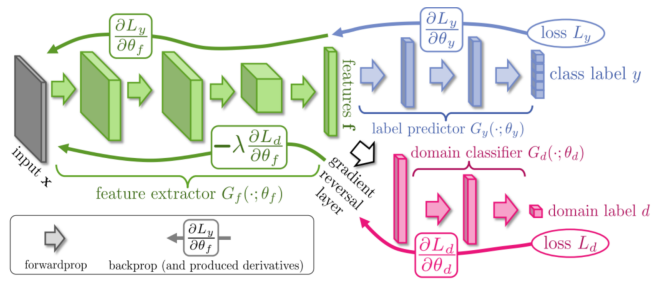 ∂L_y/∂θ_f
∂L_y/∂θ_y
loss L_y
features f
class label y
label predictor G_y(·;θ_y)
input x
−λ ∂L_d/∂θ_f
feature extractor G_f(·;θ_f)
gradient
reversal
layer
domain classifier G_d(·;θ_d)
domain label d
∂L_d/∂θ_d
loss L_d
forwardprop
∂L_y/∂θ_f
backprop (and produced derivatives)